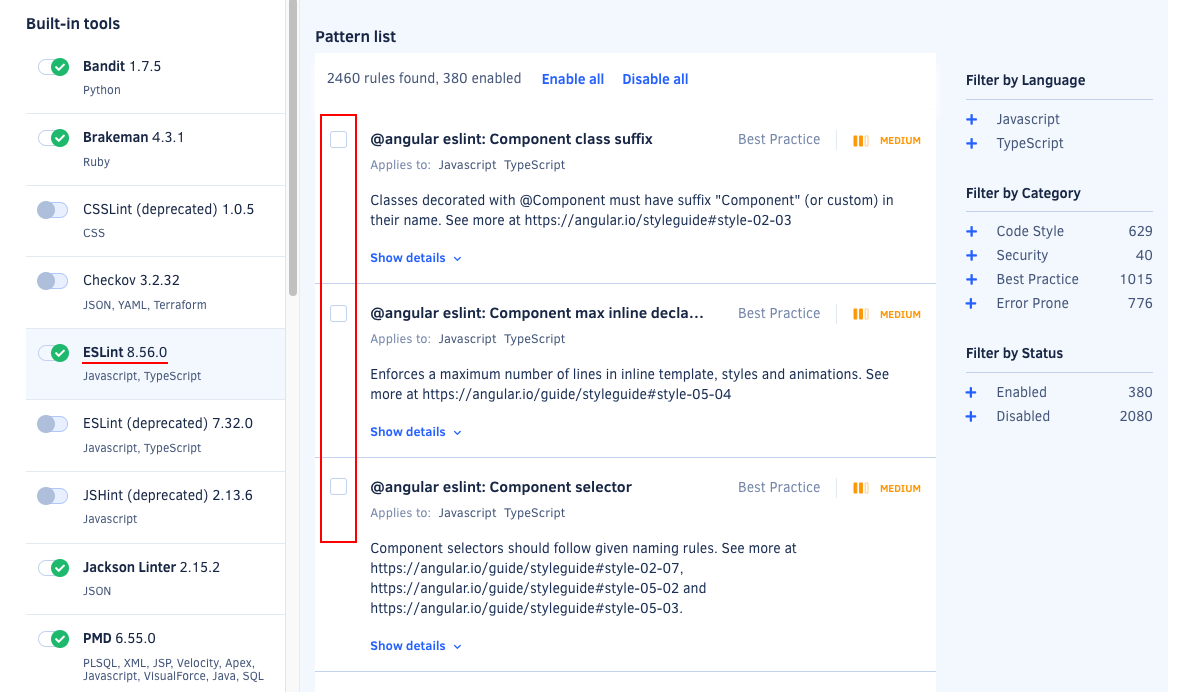 Built-in tools
Bandit 1.7.5
Python
Brakeman 4.3.1
Ruby
CSSLint (deprecated) 1.0.5
CSS
Checkov 3.2.32
JSON, YAML, Terraform
ESLint 8.56.0
Javascript, TypeScript
ESLint (deprecated) 7.32.0
Javascript, TypeScript
JSHint (deprecated) 2.13.6
Javascript
Jackson Linter 2.15.2
JSON
PMD 6.55.0
PLSQL, XML, JSP, Velocity, Apex,
Javascript, VisualForce, Java, SQL
Pattern list
2460 rules found, 380 enabled Enable all Disable all
@angular eslint: Component class suffix Best Practice MEDIUM
Applies to: Javascript TypeScript
Classes decorated with @Component must have suffix "Component" (or custom) in
their name. See more at https://angular.io/styleguide#style-02-03
Show details
@angular eslint: Component max inline decla... Best Practice MEDIUM
Applies to: Javascript TypeScript
Enforces a maximum number of lines in inline template, styles and animations. See
more at https://angular.io/guide/styleguide#style-05-04
Show details
@angular eslint: Component selector Best Practice MEDIUM
Applies to: Javascript TypeScript
Component selectors should follow given naming rules. See more at
https://angular.io/guide/styleguide#style-02-07,
https://angular.io/guide/styleguide#style-05-02 and
https://angular.io/guide/styleguide#style-05-03.
Show details
Filter by Language
+ Javascript
+ TypeScript
Filter by Category
+ Code Style 629
+ Security 40
+ Best Practice 1015
+ Error Prone 776
Filter by Status
+ Enabled 380
+ Disabled 2080